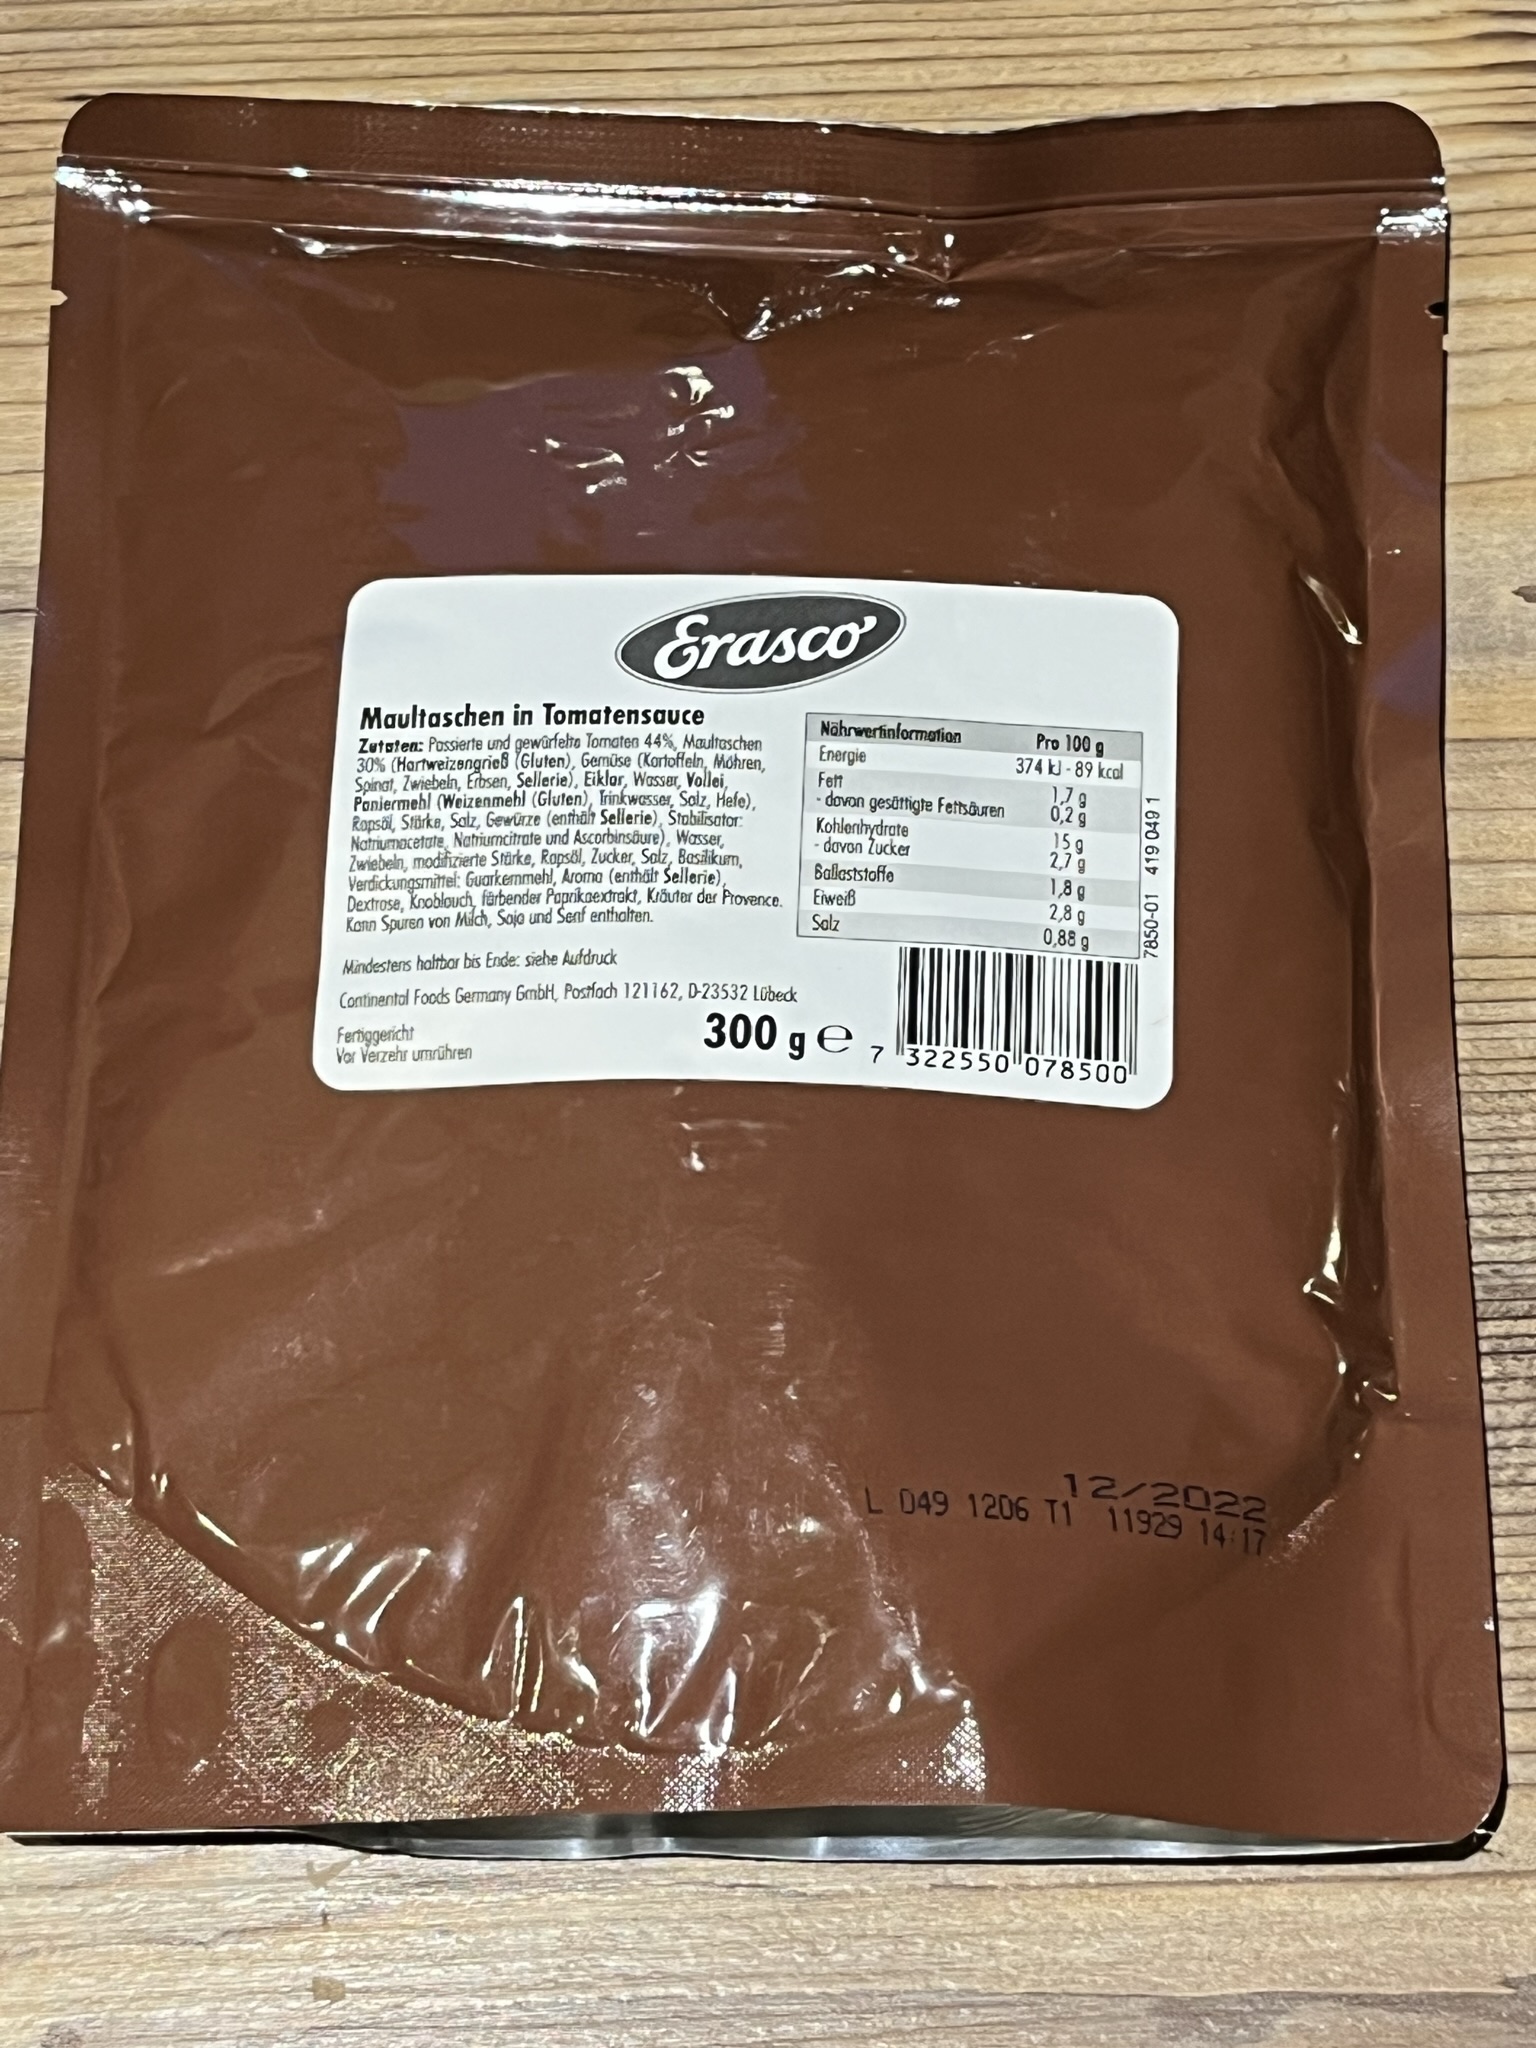 Erasco
Maultaschen in Tomatensauce
Zutaten: Passierte und gewürfelte Tomaten 44%, Maultaschen
30% (Hartweizengrieß (Gluten), Gemüse (Kartoffeln, Möhren,
Spinat, Zwiebeln, Erbsen, Sellerie), Eiklar, Wasser, Vollei,
Paniermehl (Weizenmehl (Gluten), Trinkwasser, Salz, Hefe),
Rapsöl, Stärke, Salz, Gewürze (enthält Sellerie), Stabilisator:
Natriumacetate, Natriumcitrate und Ascorbinsäure), Wasser,
Zwiebeln, modifizierte Stärke, Rapsöl, Zucker, Salz, Basilikum,
Verdickungsmittel: Guarkernmehl, Aroma (enthält Sellerie),
Dextrose, Knoblauch, färbender Paprikaextrakt, Kräuter der Provence.
Kann Spuren von Milch, Soja und Senf enthalten.
Mindestens haltbar bis Ende: siehe Aufdruck
Continental Foods Germany GmbH, Postfach 121162, D-23532 Lübeck
Fertiggericht
Vor Verzehr umrühren
300 g e
Nährwertinformation Pro 100 g
Energie 374 kJ - 89 kcal
Fett 1,7 g
- davon gesättigte Fettsäuren 0,2 g
Kohlenhydrate 15 g
- davon Zucker 2,7 g
Ballaststoffe 1,8 g
Eiweiß 2,8 g
Salz 0,88 g
7850-01 419 049 1
7 322550 078500
12/2022
L 049 1206 T1 11929 14:17